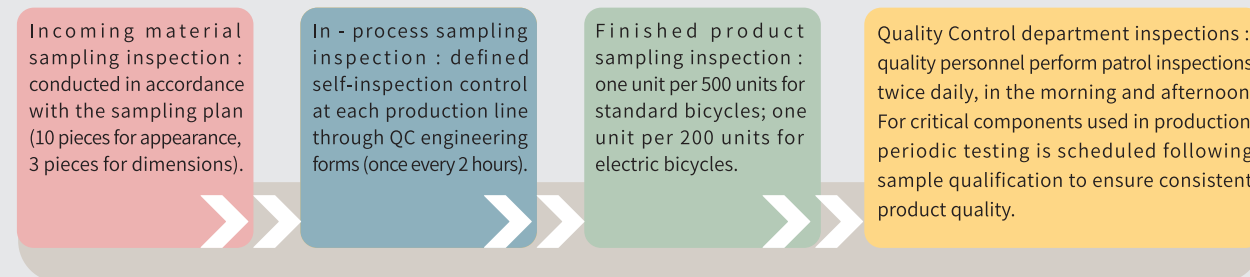 Incoming material
sampling inspection :
conducted in accordance
with the sampling plan
(10 pieces for appearance,
3 pieces for dimensions).
In - process sampling
inspection : defined
self-inspection control
at each production line
through QC engineering
forms (once every 2 hours).
Finished product
sampling inspection :
one unit per 500 units for
standard bicycles; one
unit per 200 units for
electric bicycles.
Quality Control department inspections :
quality personnel perform patrol inspections
twice daily, in the morning and afternoon
For critical components used in production
periodic testing is scheduled following
sample qualification to ensure consistent
product quality.